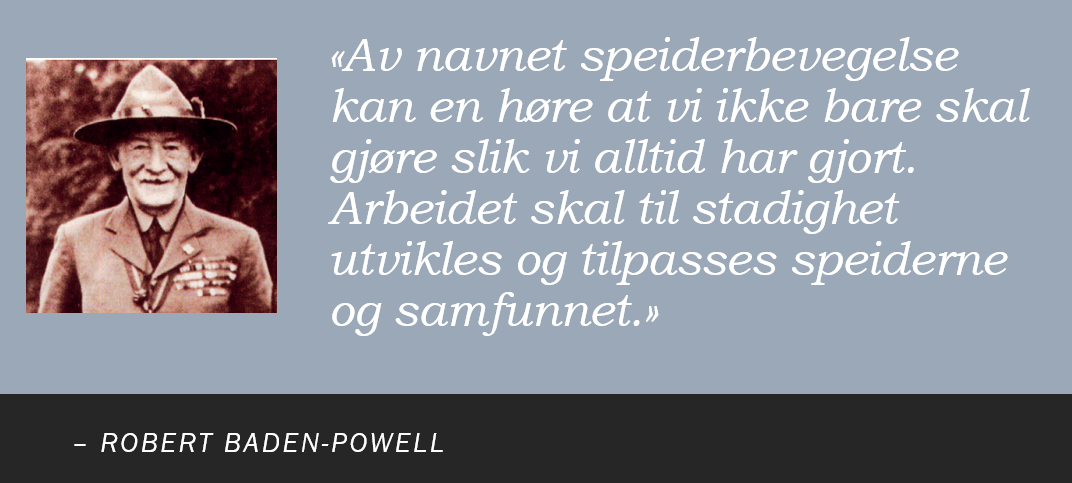 «Av navnet speiderbevegelse
kan en høre at vi ikke bare skal
gjøre slik vi alltid har gjort.
Arbeidet skal til stadighet
utvikles og tilpasses speiderne
og samfunnet.»
– ROBERT BADEN-POWELL